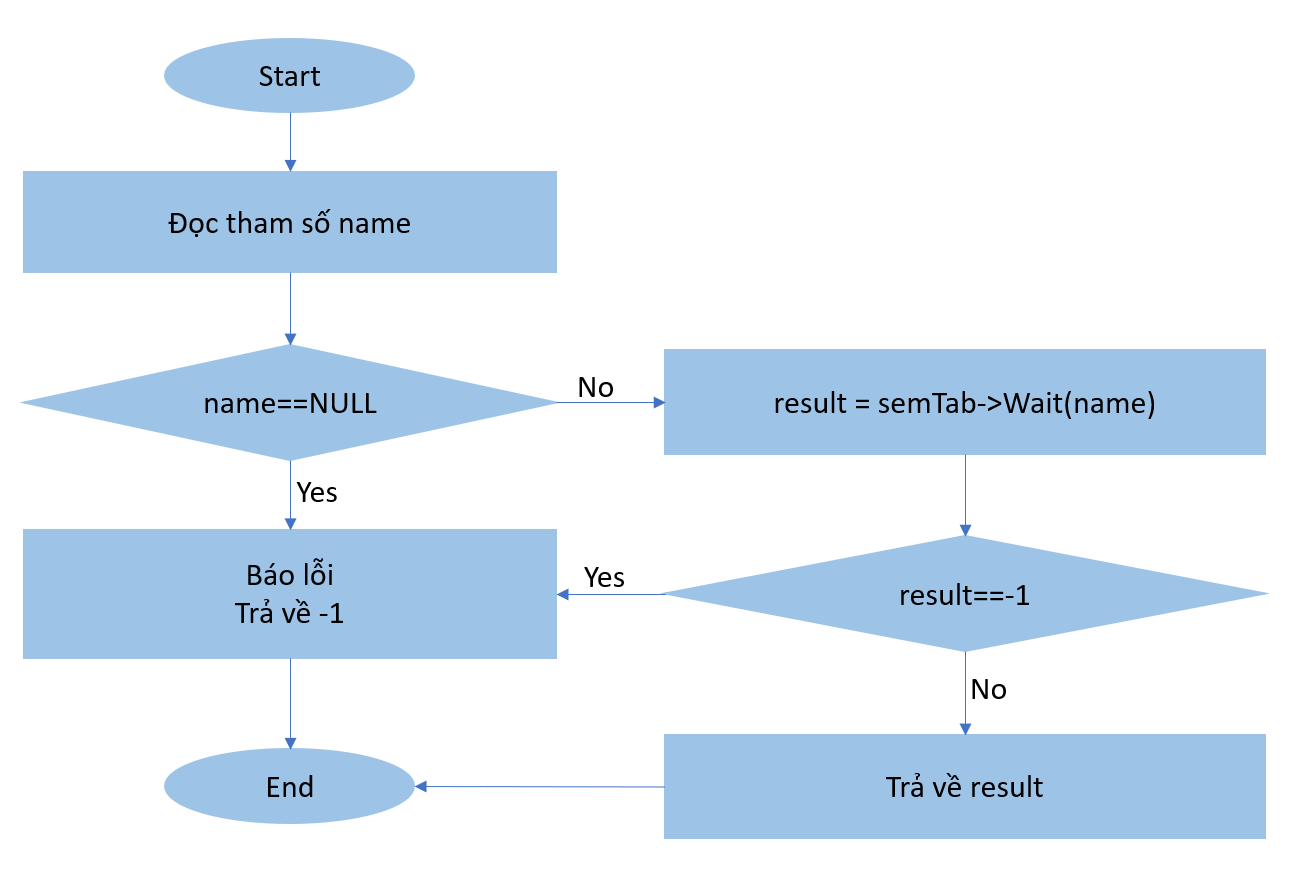 Start
Đọc tham số name
name==NULL
No
result = semTab->Wait(name)
Yes
Báo lỗi
Trả về -1
Yes
result==-1
No
End
Trả về result